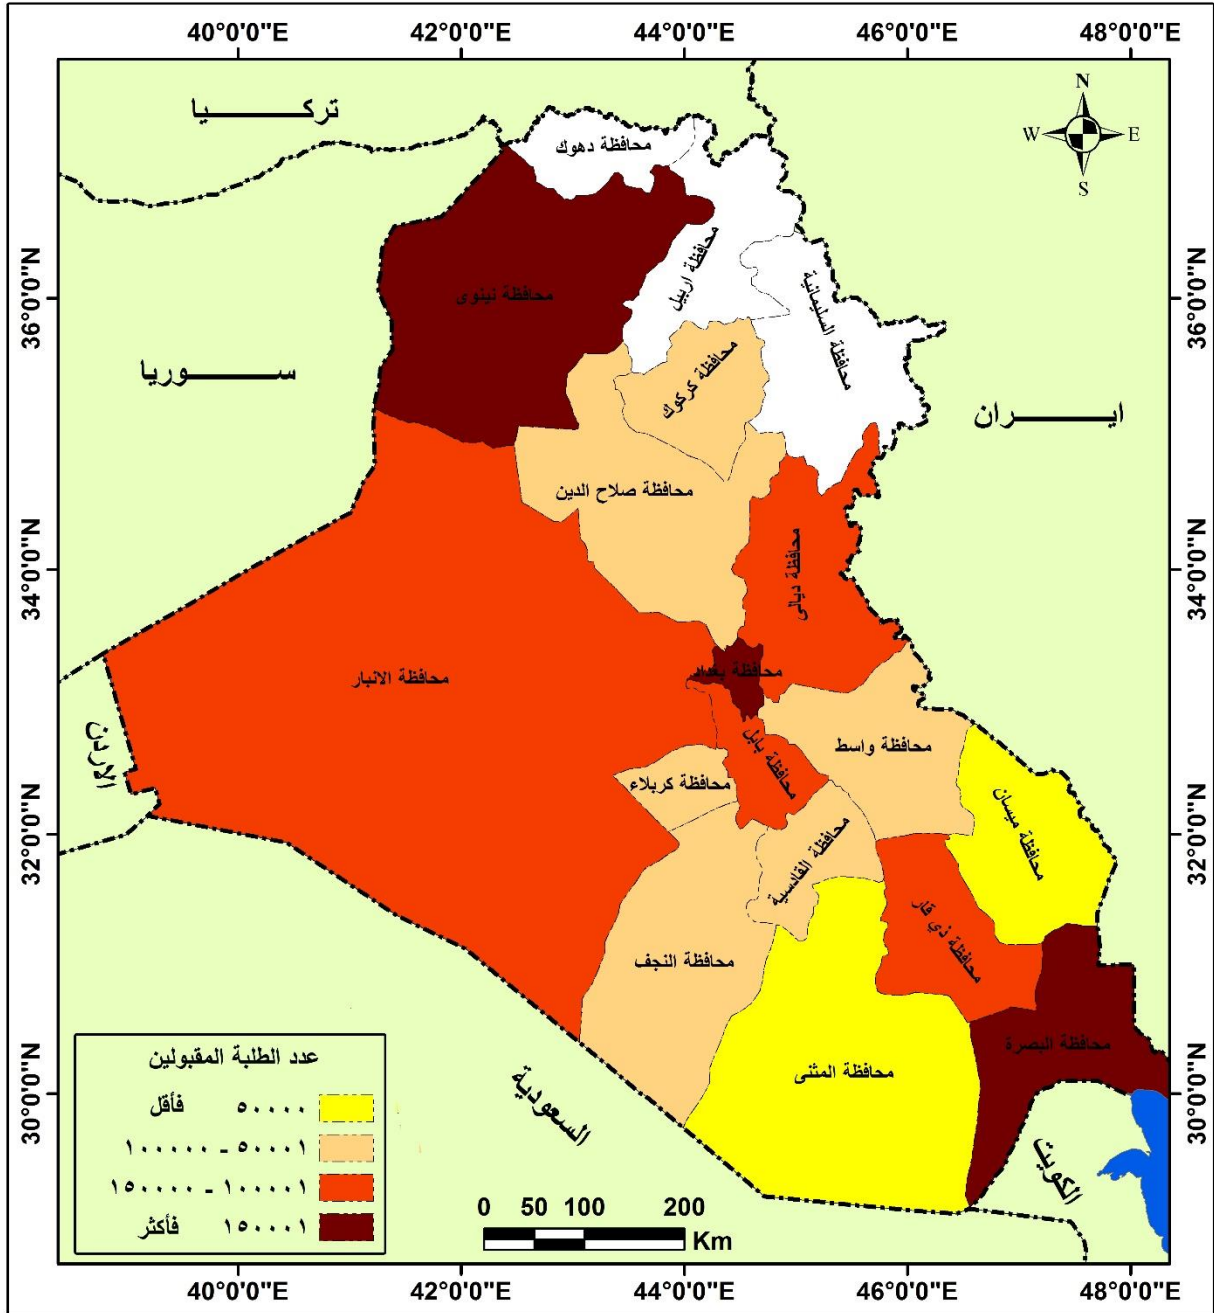 40°0'0"E 42°0'0"E 44°0'0"E 46°0'0"E 48°0'0"E
تركـــــــيا
N
W E
S
محافظة دهوك
محافظة اربيل
محافظة السليمانية
36°0'0"N
36°0'0"N
محافظة نينوى
محافظة كركوك
ســـــــوريا
ايـــــــران
محافظة صلاح الدين
34°0'0"N
34°0'0"N
محافظة ديالى
محافظة بغداد
محافظة الانبار
الاردن
محافظة واسط
محافظة بابل
محافظة كربلاء
محافظة ميسان
32°0'0"N
32°0'0"N
محافظة القادسية
محافظة ذي قار
محافظة النجف
محافظة البصرة
محافظة المثنى
30°0'0"N
30°0'0"N
السعودية
الكويت
عدد الطلبة المقبولين
٥٠٠٠٠ فأقل
٥٠٠٠١ - ١٠٠٠٠٠
١٠٠٠٠١ - ١٥٠٠٠٠
١٥٠٠٠١ فأكثر
0 50 100 200
Km
40°0'0"E 42°0'0"E 44°0'0"E 46°0'0"E 48°0'0"E